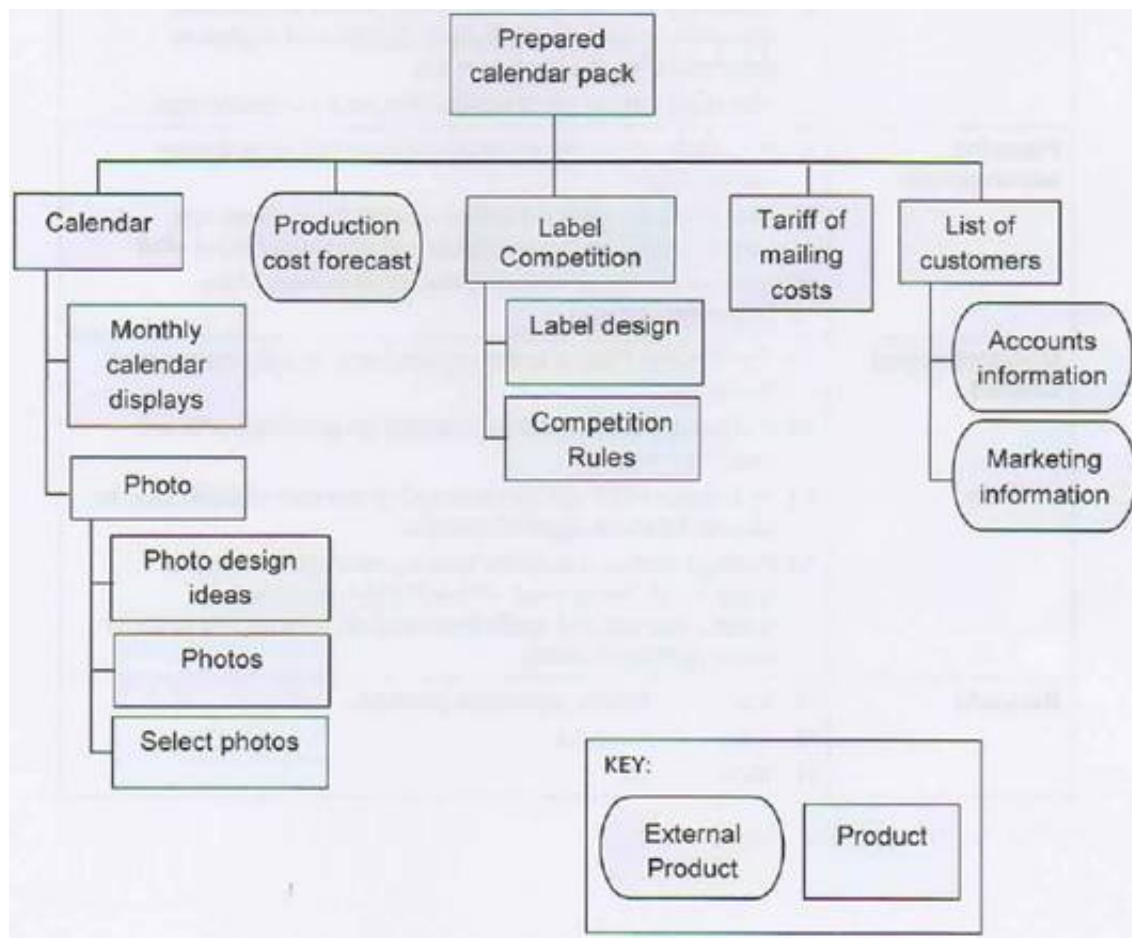 Prepared
calendar pack
Calendar
Production
cost forecast
Label
Competition
Tariff of
mailing
costs
List of
customers
Monthly
calendar
displays
Photo
Photo design
ideas
Photos
Select photos
Label design
Competition
Rules
Accounts
information
Marketing
information
KEY:
External
Product
Product